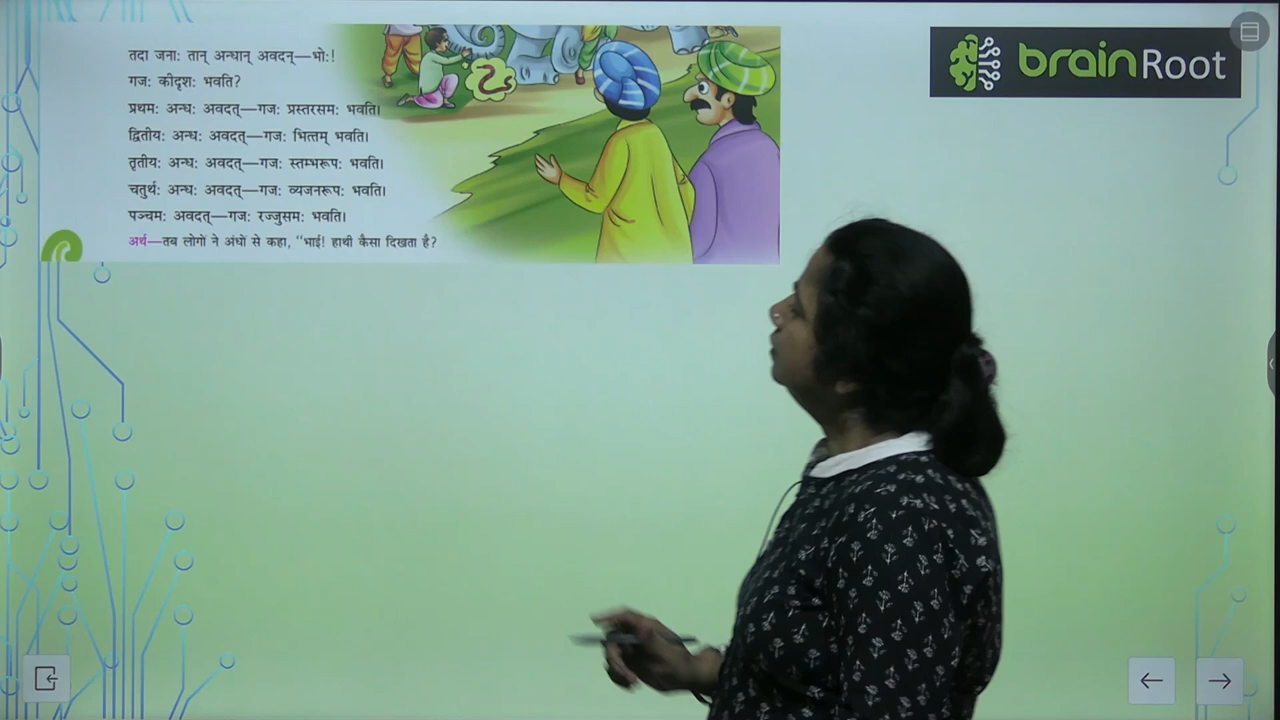 तदा जनाः तान् अन्धान् अवदन्—भोः!
गजः कीदृशः भवति?
प्रथमः अन्धः अवदत्—गजः प्रस्तरसमः भवति।
द्वितीयः अन्धः अवदत्—गजः भित्तम् भवति।
तृतीयः अन्धः अवदत्—गजः स्तम्भरूपः भवति।
चतुर्थः अन्धः अवदत्—गजः व्यजनरूपः भवति।
पञ्चमः अवदत्—गजः रज्जुसमः भवति।
अर्थ—तब लोगो ने अंधों से कहा, “भाई! हाथी कैसा दिखता है?
brainRoot